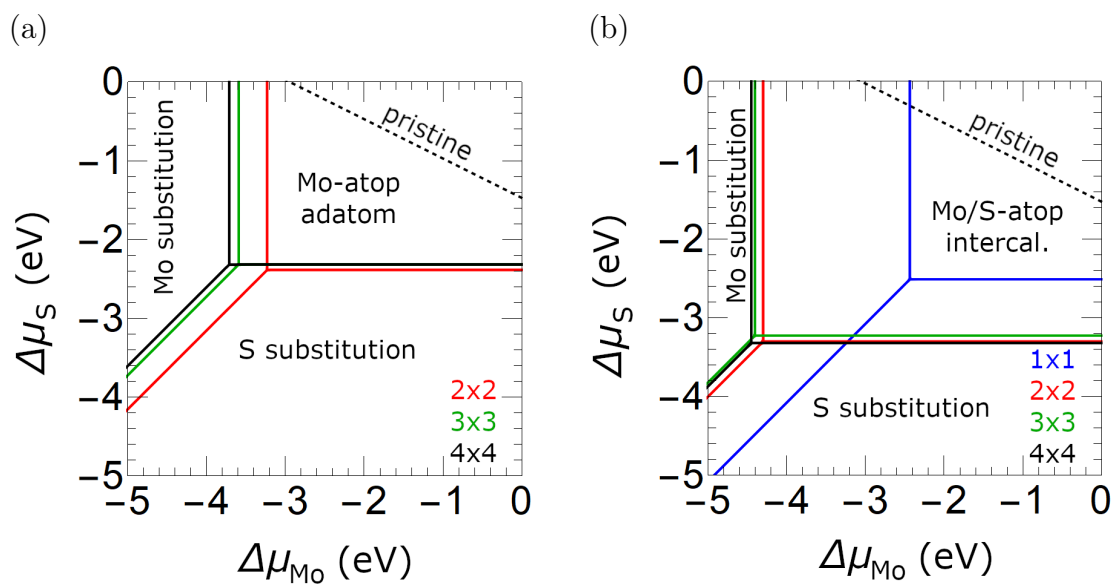 (a)
(b)
0
−1
−2
−3
−4
−5
−5
−4
−3
−2
−1
0
Δμ_S (eV)
Δμ_Mo (eV)
Mo substitution
pristine
Mo-atop
adatom
S substitution
2x2
3x3
4x4
0
−1
−2
−3
−4
−5
−5
−4
−3
−2
−1
0
Δμ_S (eV)
Δμ_Mo (eV)
Mo substitution
pristine
Mo/S-atop
intercal.
S substitution
1x1
2x2
3x3
4x4